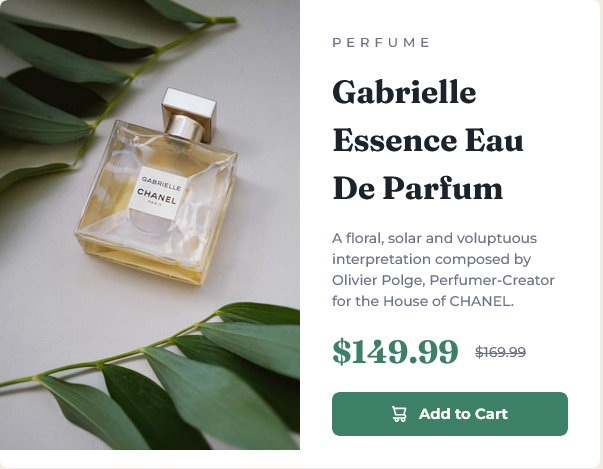 PERFUME
Gabrielle
Essence Eau
De Parfum
A floral, solar and voluptuous
interpretation composed by
Olivier Polge, Perfumer-Creator
for the House of CHANEL.
$149.99 $169.99
Add to Cart
GABRIELLE
CHANEL
PARIS